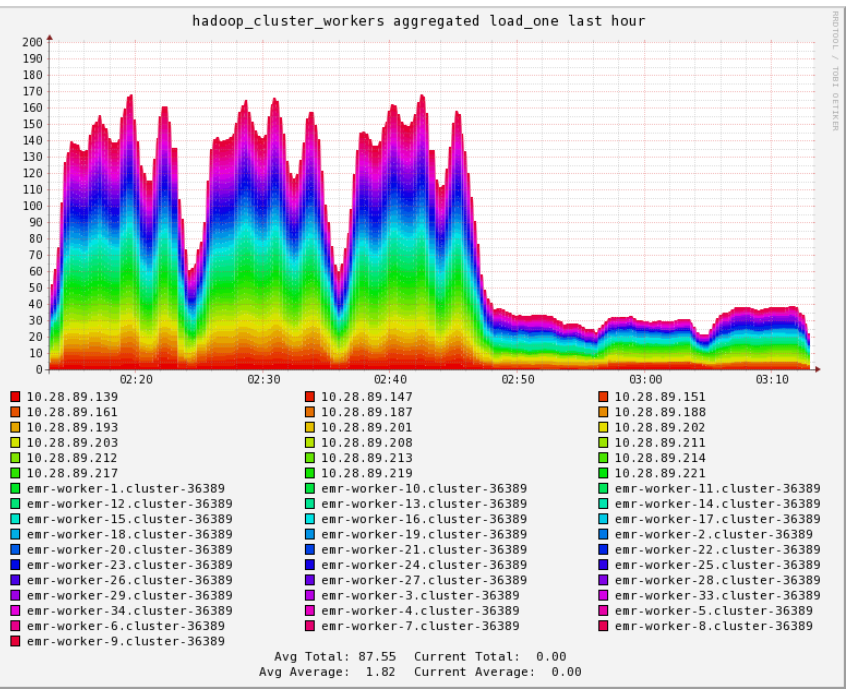 hadoop_cluster_workers aggregated load_one last hour
RRDTOOL / TOBI OETIKER
200
190
180
170
160
150
140
130
120
110
100
90
80
70
60
50
40
30
20
10
0
02:20 02:30 02:40 02:50 03:00 03:10
10.28.89.139 10.28.89.147 10.28.89.151
10.28.89.161 10.28.89.187 10.28.89.188
10.28.89.193 10.28.89.201 10.28.89.202
10.28.89.203 10.28.89.208 10.28.89.211
10.28.89.212 10.28.89.213 10.28.89.214
10.28.89.217 10.28.89.219 10.28.89.221
emr-worker-1.cluster-36389 emr-worker-10.cluster-36389 emr-worker-11.cluster-36389
emr-worker-12.cluster-36389 emr-worker-13.cluster-36389 emr-worker-14.cluster-36389
emr-worker-15.cluster-36389 emr-worker-16.cluster-36389 emr-worker-17.cluster-36389
emr-worker-18.cluster-36389 emr-worker-19.cluster-36389 emr-worker-2.cluster-36389
emr-worker-20.cluster-36389 emr-worker-21.cluster-36389 emr-worker-22.cluster-36389
emr-worker-23.cluster-36389 emr-worker-24.cluster-36389 emr-worker-25.cluster-36389
emr-worker-26.cluster-36389 emr-worker-27.cluster-36389 emr-worker-28.cluster-36389
emr-worker-29.cluster-36389 emr-worker-3.cluster-36389 emr-worker-33.cluster-36389
emr-worker-34.cluster-36389 emr-worker-4.cluster-36389 emr-worker-5.cluster-36389
emr-worker-6.cluster-36389 emr-worker-7.cluster-36389 emr-worker-8.cluster-36389
emr-worker-9.cluster-36389
Avg Total: 87.55 Current Total: 0.00
Avg Average: 1.82 Current Average: 0.00